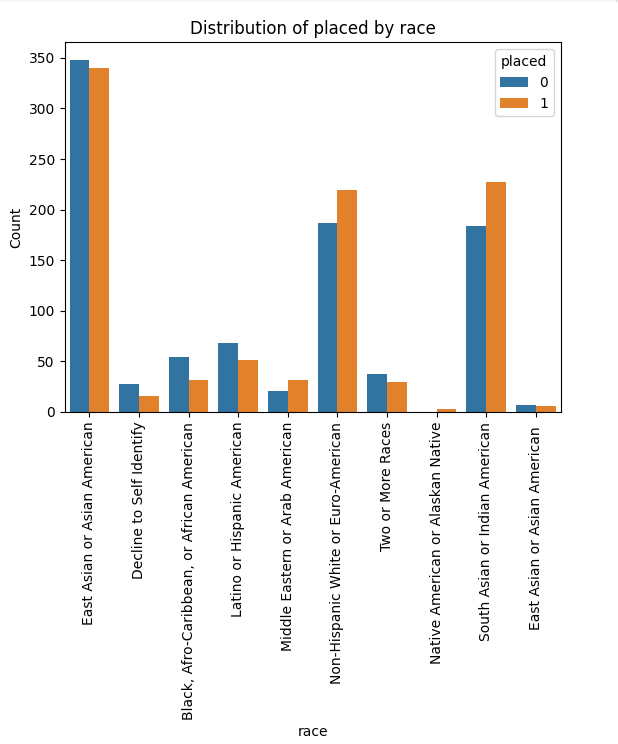 Distribution of placed by race
placed
0
1
Count
350
300
250
200
150
100
50
0
East Asian or Asian American
Decline to Self Identify
Black, Afro-Caribbean, or African American
Latino or Hispanic American
Middle Eastern or Arab American
Non-Hispanic White or Euro-American
Two or More Races
Native American or Alaskan Native
South Asian or Indian American
East Asian or Asian American
race